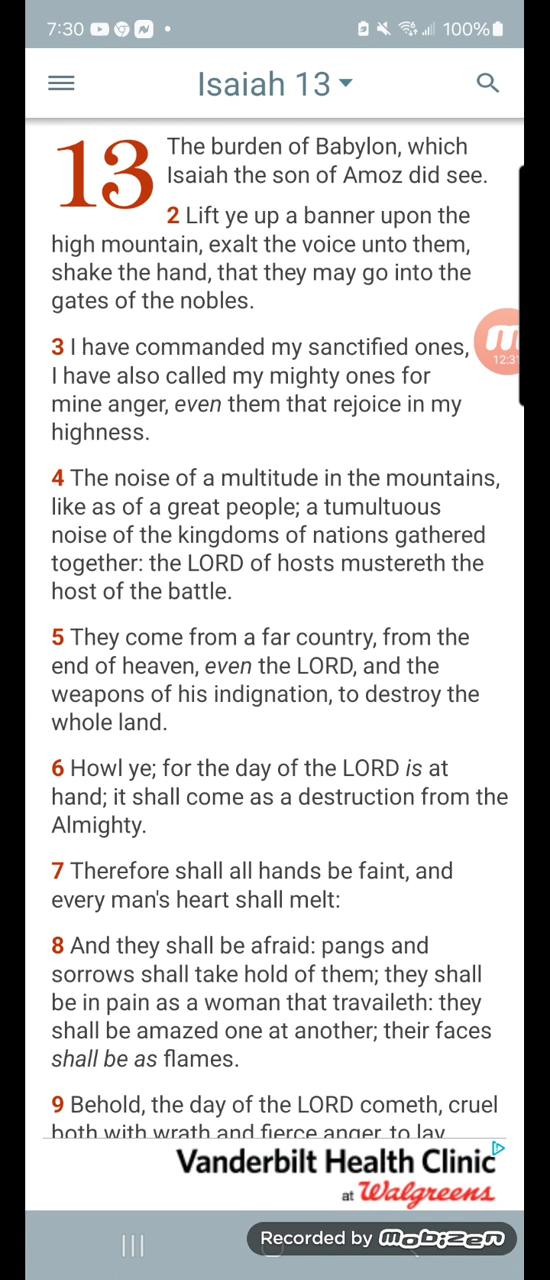 7:30 100%
Isaiah 13
13 The burden of Babylon, which
Isaiah the son of Amoz did see.
2 Lift ye up a banner upon the
high mountain, exalt the voice unto them,
shake the hand, that they may go into the
gates of the nobles.
3 I have commanded my sanctified ones,
12:31
I have also called my mighty ones for
mine anger, even them that rejoice in my
highness.
4 The noise of a multitude in the mountains,
like as of a great people; a tumultuous
noise of the kingdoms of nations gathered
together: the LORD of hosts mustereth the
host of the battle.
5 They come from a far country, from the
end of heaven, even the LORD, and the
weapons of his indignation, to destroy the
whole land.
6 Howl ye; for the day of the LORD is at
hand; it shall come as a destruction from the
Almighty.
7 Therefore shall all hands be faint, and
every man's heart shall melt:
8 And they shall be afraid: pangs and
sorrows shall take hold of them; they shall
be in pain as a woman that travaileth: they
shall be amazed one at another; their faces
shall be as flames.
9 Behold, the day of the LORD cometh, cruel
both with wrath and fierce anger, to lay
Vanderbilt Health Clinic
at Walgreens
Recorded by mobizen